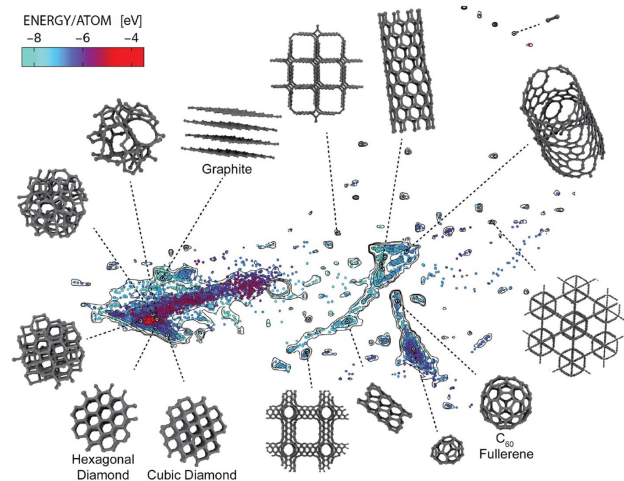 ENERGY/ATOM [eV]
-8 -6 -4
Graphite
Hexagonal
Diamond
Cubic Diamond
C₆₀
Fullerene